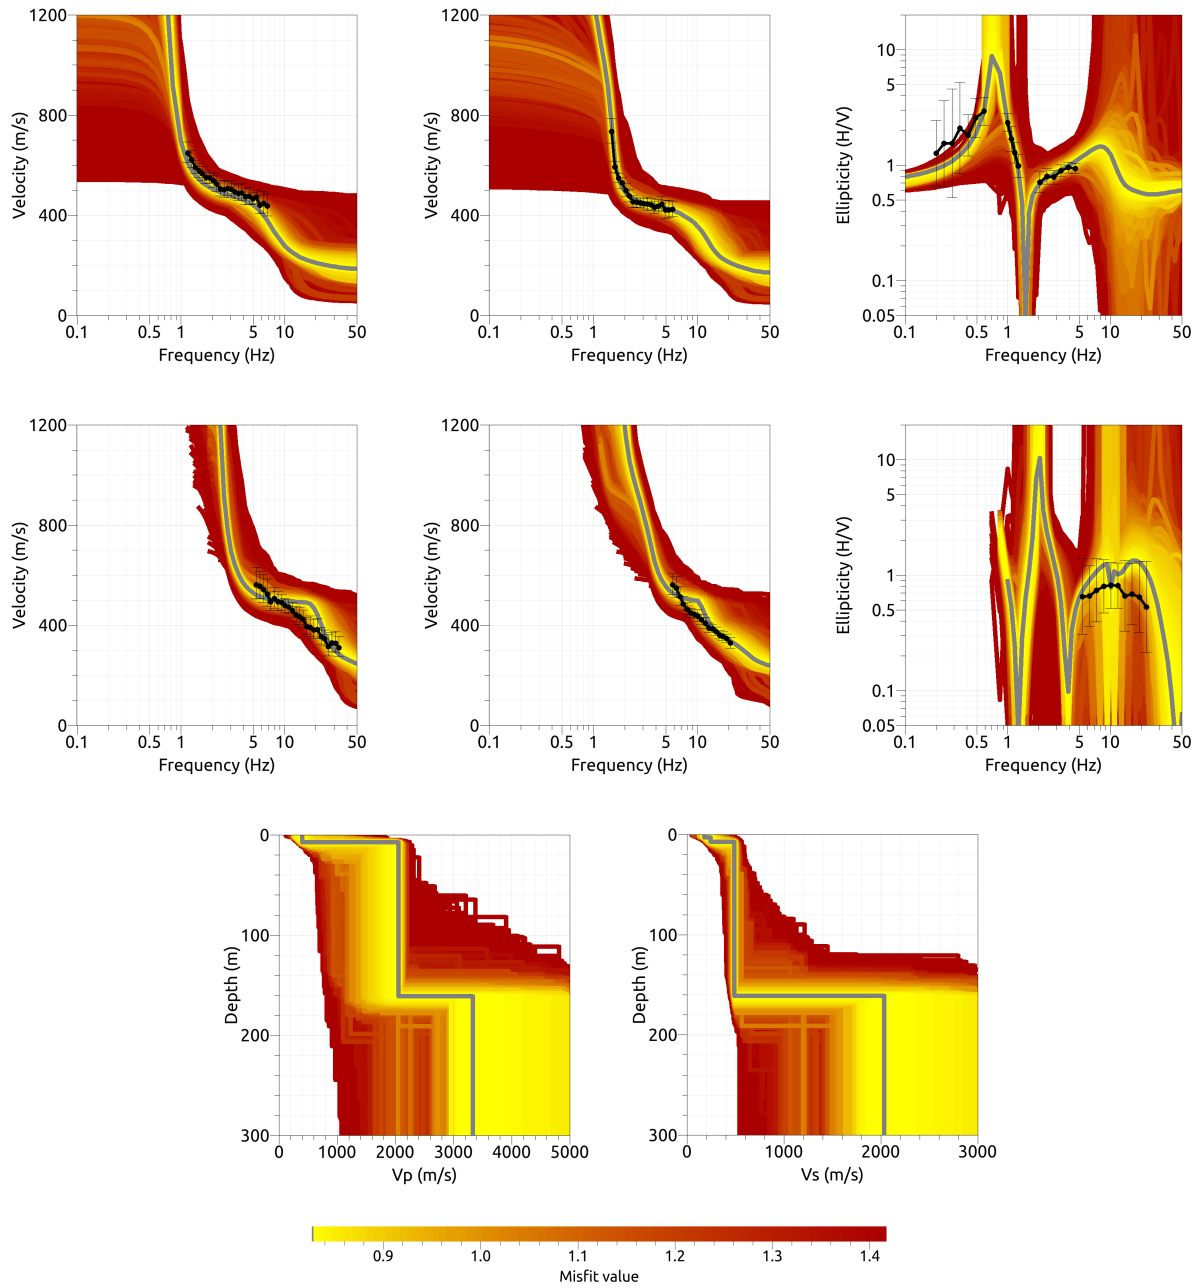 1200
800
400
0
Velocity (m/s)
0.1 0.5 1 5 10 50
Frequency (Hz)
1200
800
400
0
Velocity (m/s)
0.1 0.5 1 5 10 50
Frequency (Hz)
10
5
1
0.5
0.1
0.05
Ellipticity (H/V)
0.1 0.5 1 5 10 50
Frequency (Hz)
1200
800
400
0
Velocity (m/s)
0.1 0.5 1 5 10 50
Frequency (Hz)
1200
800
400
0
Velocity (m/s)
0.1 0.5 1 5 10 50
Frequency (Hz)
10
5
1
0.5
0.1
0.05
Ellipticity (H/V)
0.1 0.5 1 5 10 50
Frequency (Hz)
0
100
200
300
Depth (m)
0 1000 2000 3000 4000 5000
Vp (m/s)
0
100
200
300
Depth (m)
0 1000 2000 3000
Vs (m/s)
0.9 1.0 1.1 1.2 1.3 1.4
Misfit value